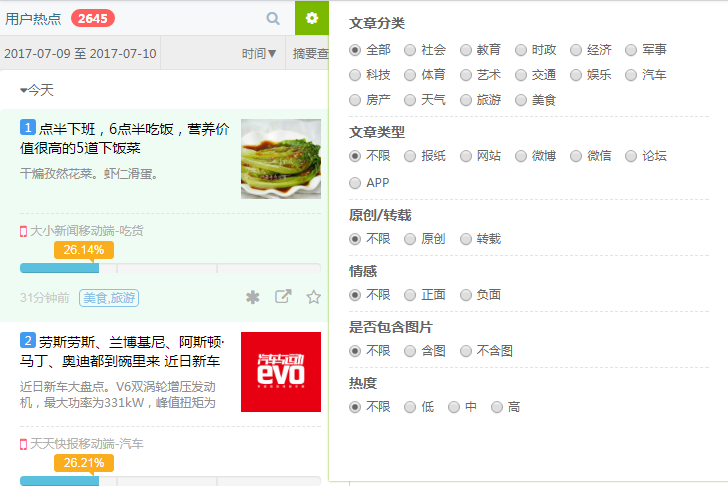 用户热点 2645
2017-07-09 至 2017-07-10 时间▼ 摘要查
今天
1 点半下班，6点半吃饭，营养价
值很高的5道下饭菜
干煸孜然花菜。虾仁滑蛋。
大小新闻移动端-吃货
26.14%
31分钟前 美食,旅游
2 劳斯劳斯、兰博基尼、阿斯顿·
马丁、奥迪都到碗里来 近日新车
近日新车大盘点。V6双涡轮增压发动
机，最大功率为331kW，峰值扭矩为
汽车运动
evo
天天快报移动端-汽车
26.21%
文章分类
全部 社会 教育 时政 经济 军事
科技 体育 艺术 交通 娱乐 汽车
房产 天气 旅游 美食
文章类型
不限 报纸 网站 微博 微信 论坛
APP
原创/转载
不限 原创 转载
情感
不限 正面 负面
是否包含图片
不限 含图 不含图
热度
不限 低 中 高